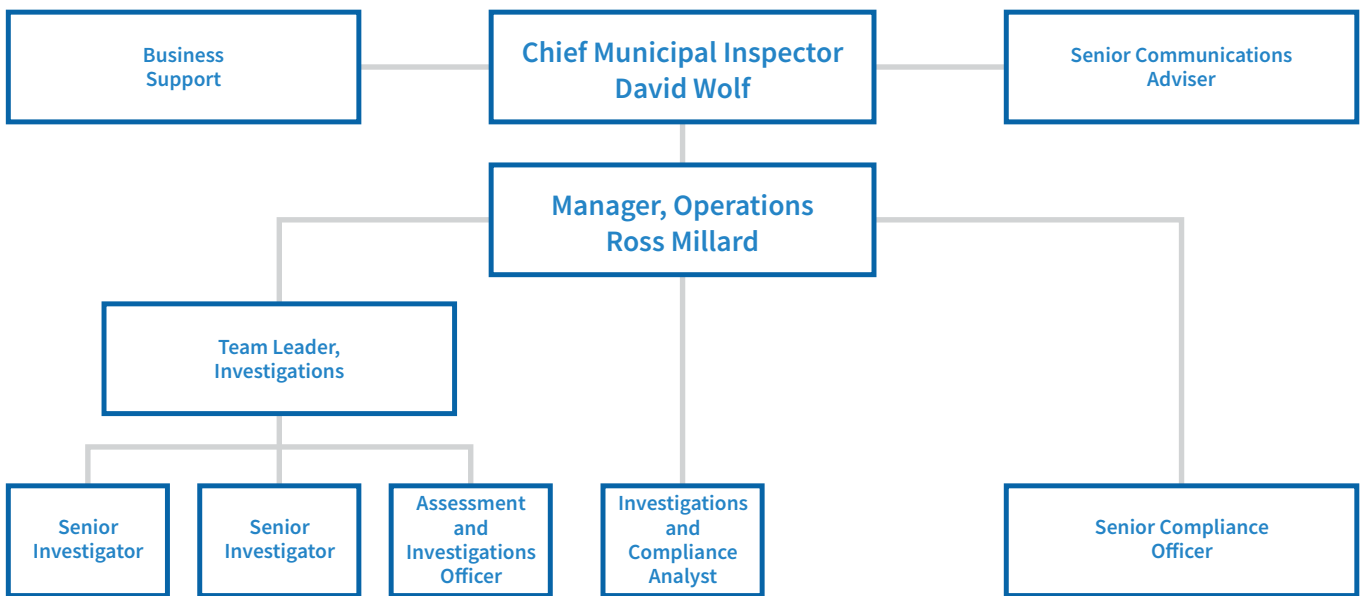 Business
Support
Chief Municipal Inspector
David Wolf
Senior Communications
Adviser
Manager, Operations
Ross Millard
Team Leader,
Investigations
Senior
Investigator
Senior
Investigator
Assessment
and
Investigations
Officer
Investigations
and
Compliance
Analyst
Senior Compliance
Officer